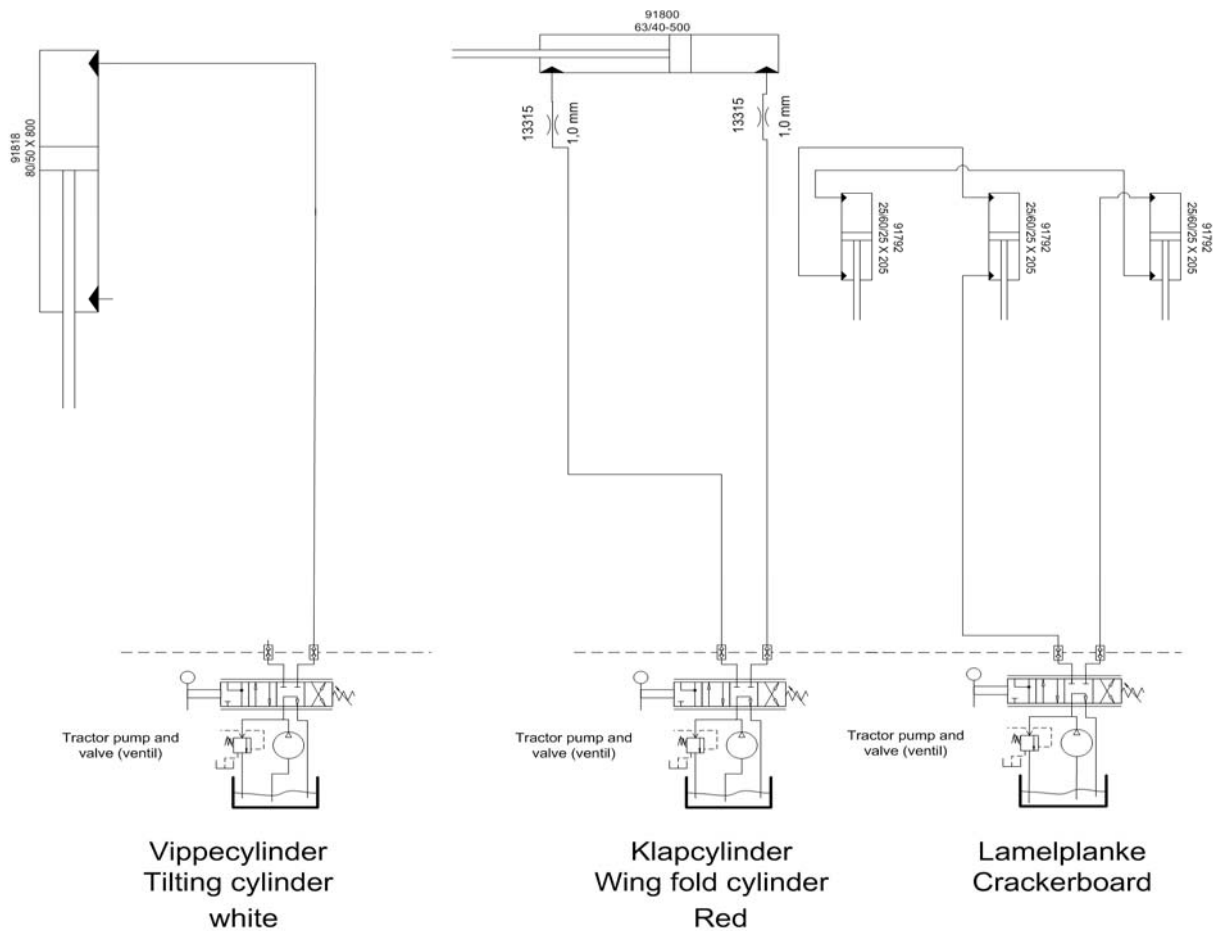 91818
80/50 X 800
91800
63/40-500
13315
1,0 mm
13315
1,0 mm
91792
25/60/25 X 205
91792
25/60/25 X 205
91792
25/60/25 X 205
Tractor pump and
valve (ventil)
Tractor pump and
valve (ventil)
Tractor pump and
valve (ventil)
Vippecylinder
Tilting cylinder
white
Klapcylinder
Wing fold cylinder
Red
Lamelplanke
Crackerboard